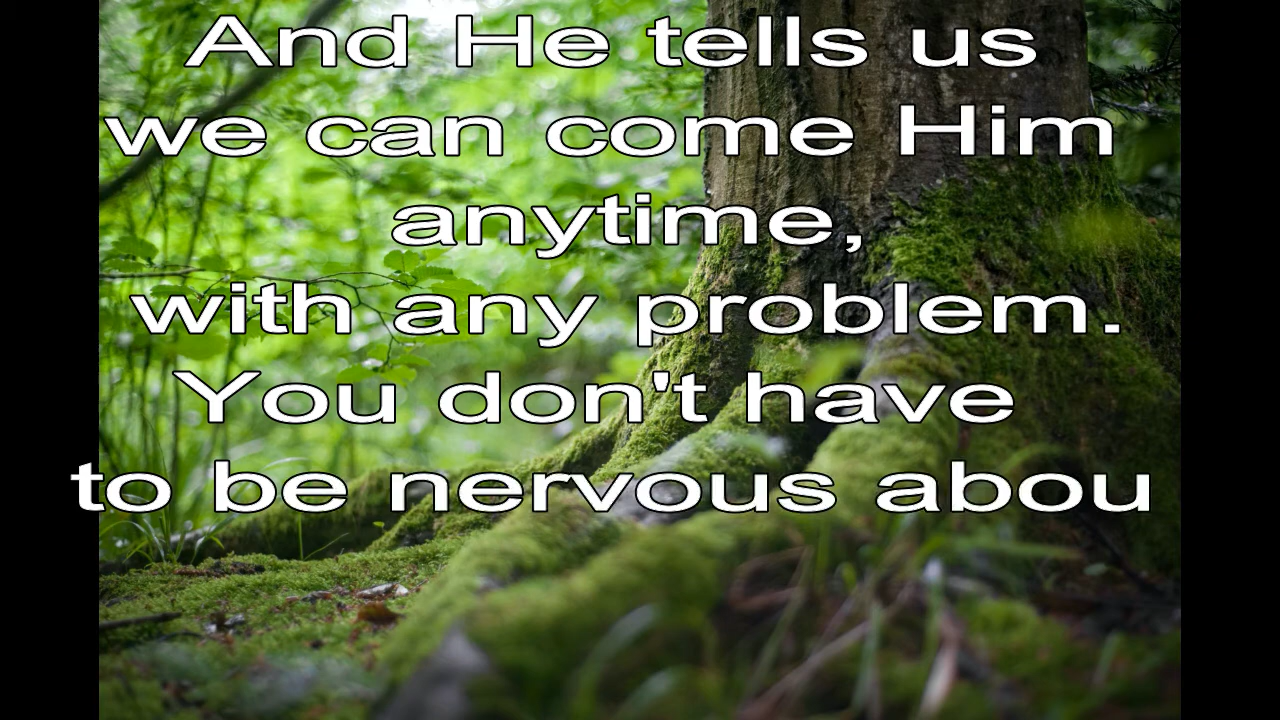 And He tells us
we can come Him
anytime,
with any problem.
You don't have
to be nervous abou